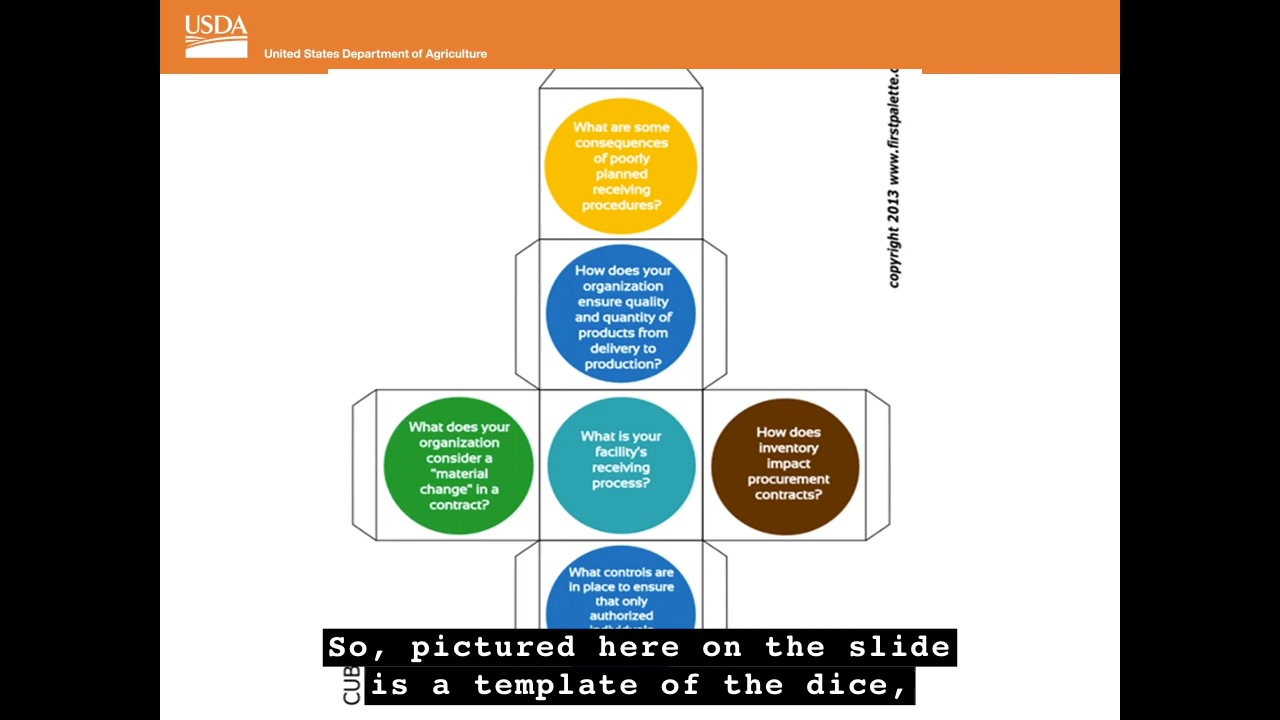 USDA
United States Department of Agriculture
copyright 2013 www.firstpalette.c
What are some
consequences
of poorly
planned
receiving
procedures?
How does your
organization
ensure quality
and quantity of
products from
delivery to
production?
What does your
organization
consider a
"material
change" in a
contract?
What is your
facility's
receiving
process?
How does
inventory
impact
procurement
contracts?
What controls are
in place to ensure
that only
authorized
individuals
CUB
So, pictured here on the slide
is a template of the dice,